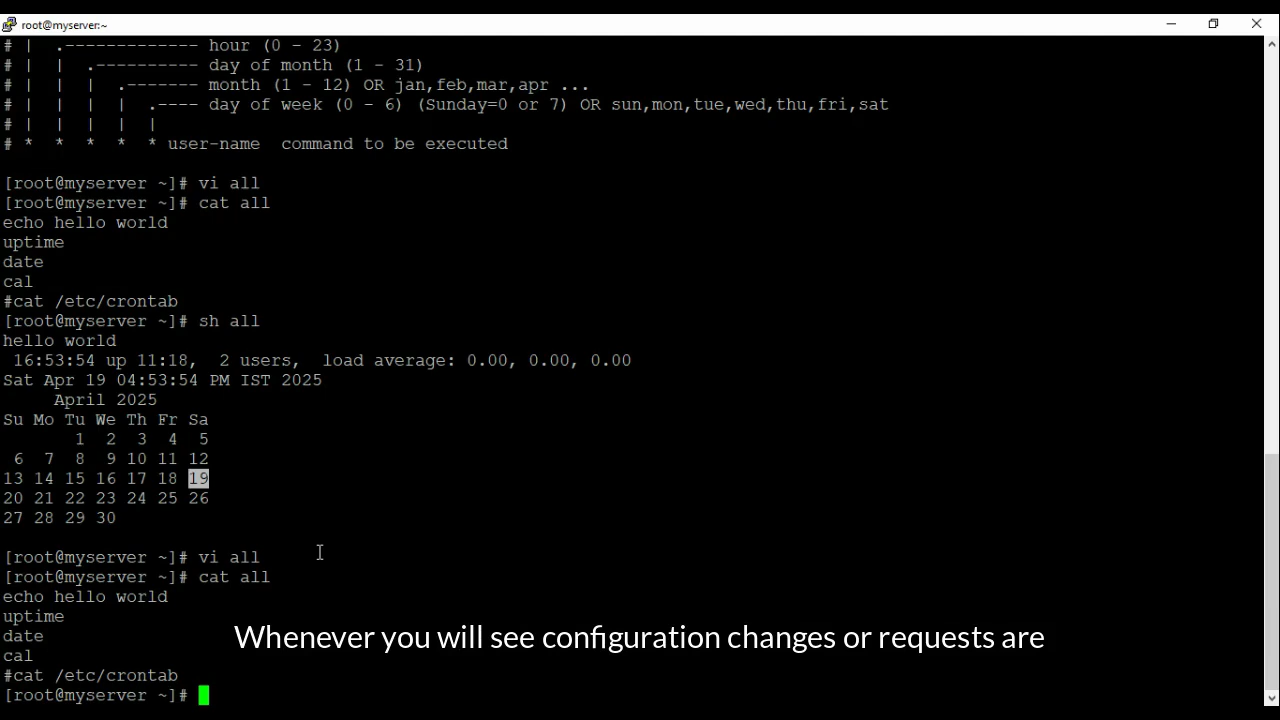 root@myserver:~
# |  .------------- hour (0 - 23)
# |  |  .---------- day of month (1 - 31)
# |  |  |  .------- month (1 - 12) OR jan,feb,mar,apr ...
# |  |  |  |  .---- day of week (0 - 6) (Sunday=0 or 7) OR sun,mon,tue,wed,thu,fri,sat
# |  |  |  |  |
# *  *  *  *  * user-name  command to be executed
[root@myserver ~]# vi all
[root@myserver ~]# cat all
echo hello world
uptime
date
cal
#cat /etc/crontab
[root@myserver ~]# sh all
hello world
 16:53:54 up 11:18,  2 users,  load average: 0.00, 0.00, 0.00
Sat Apr 19 04:53:54 PM IST 2025
     April 2025
Su Mo Tu We Th Fr Sa
       1  2  3  4  5
 6  7  8  9 10 11 12
13 14 15 16 17 18 19
20 21 22 23 24 25 26
27 28 29 30
[root@myserver ~]# vi all
[root@myserver ~]# cat all
echo hello world
uptime
date
Whenever you will see configuration changes or requests are
cal
#cat /etc/crontab
[root@myserver ~]#